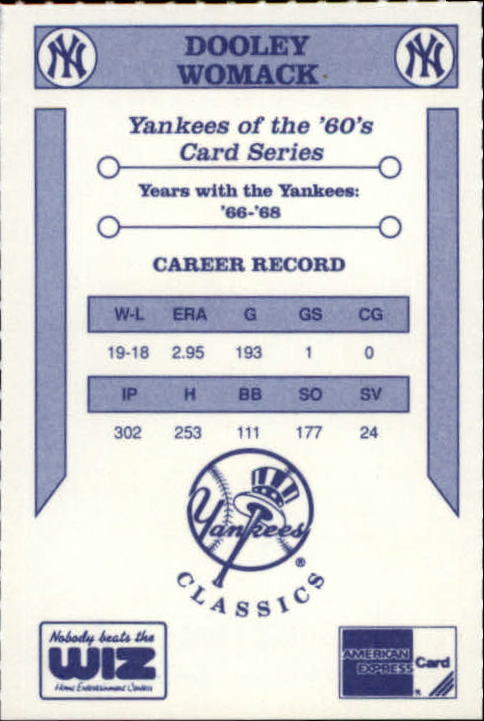 NY
DOOLEY
WOMACK
NY
Yankees of the '60's
Card Series
Years with the Yankees:
'66-'68
CAREER RECORD
W-L ERA G GS CG
19-18 2.95 193 1 0
IP H BB SO SV
302 253 111 177 24
Yankees
®
CLASSICS
Nobody beats the
WIZ
Home Entertainment Centers
AMERICAN
EXPRESS
®
Card